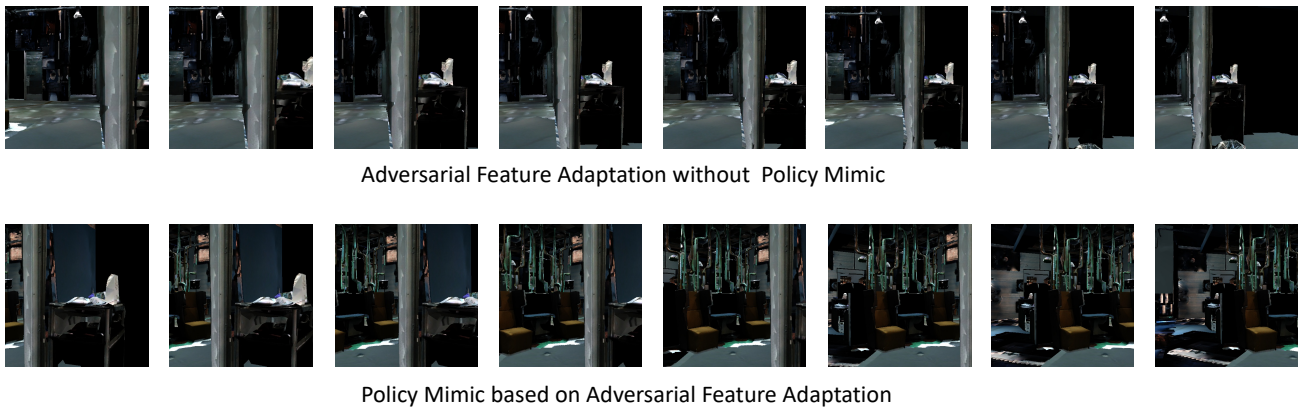 Adversarial Feature Adaptation without  Policy Mimic
Policy Mimic based on Adversarial Feature Adaptation